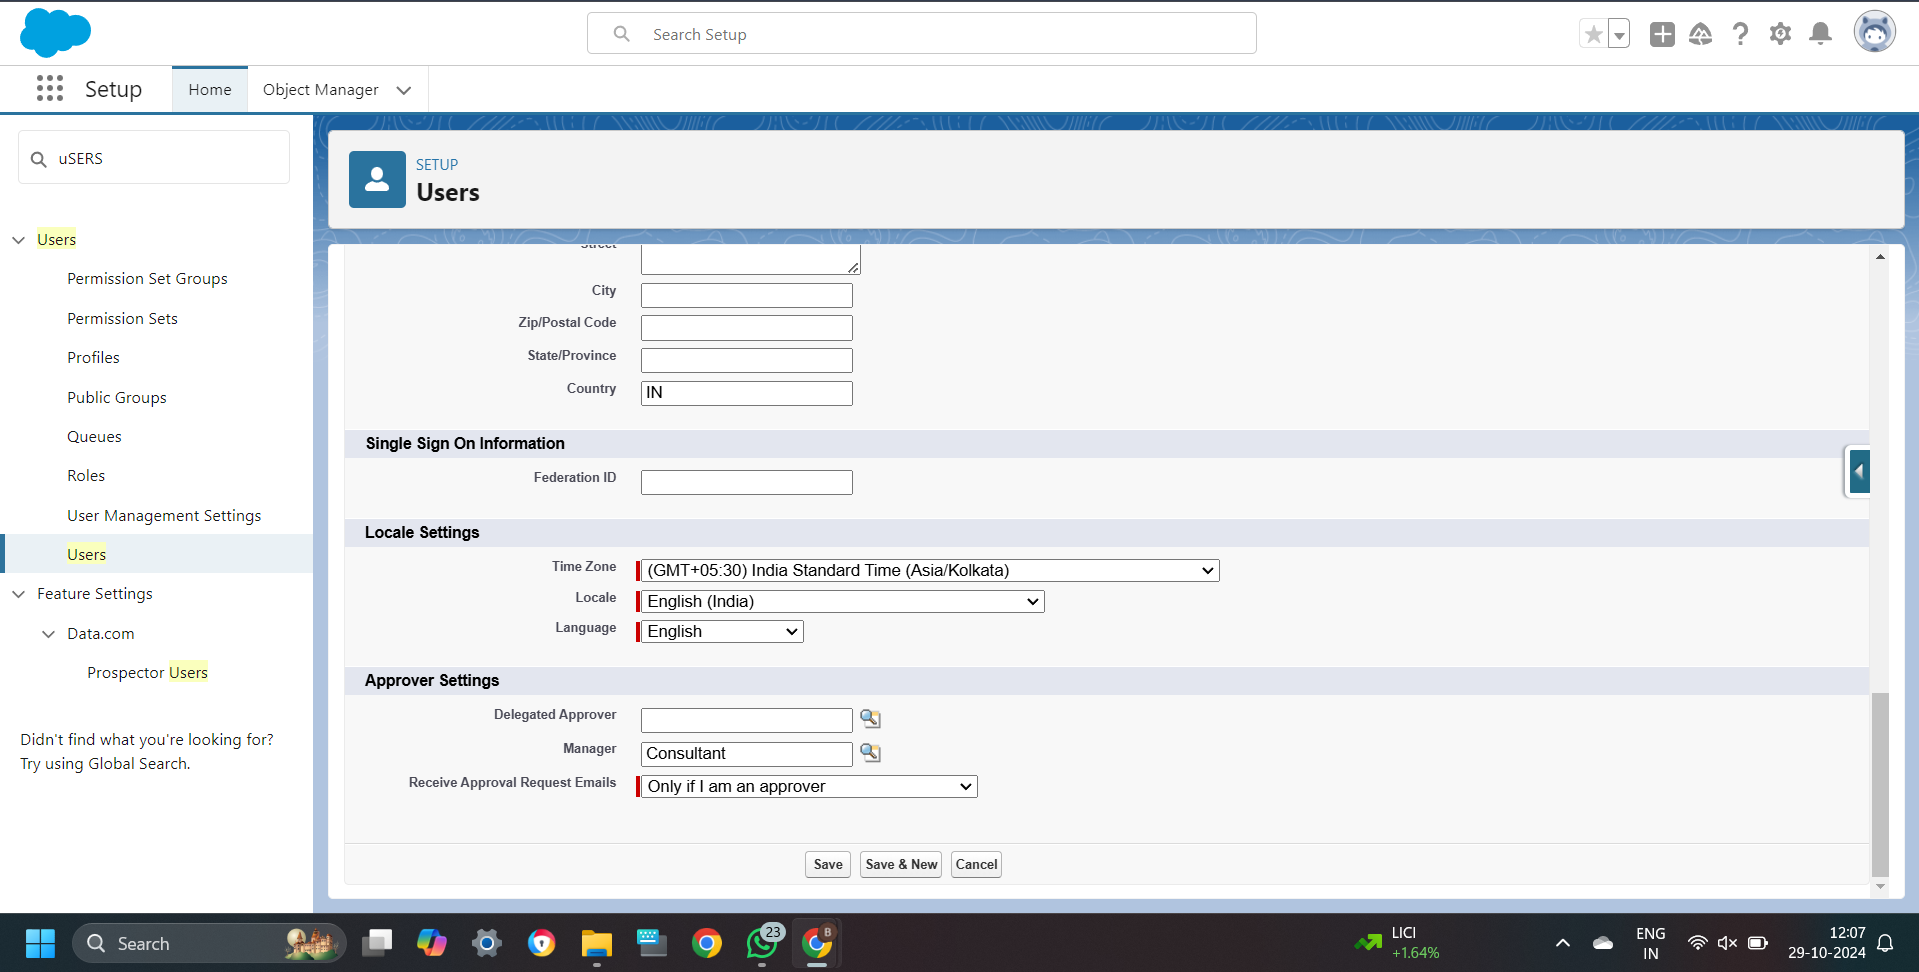 Search Setup
Setup
Home
Object Manager
uSERS
Users
Permission Set Groups
Permission Sets
Profiles
Public Groups
Queues
Roles
User Management Settings
Users
Feature Settings
Data.com
Prospector Users
Didn't find what you're looking for?
Try using Global Search.
SETUP
Users
Street
City
Zip/Postal Code
State/Province
Country
IN
Single Sign On Information
Federation ID
Locale Settings
Time Zone
(GMT+05:30) India Standard Time (Asia/Kolkata)
Locale
English (India)
Language
English
Approver Settings
Delegated Approver
Manager
Consultant
Receive Approval Request Emails
Only if I am an approver
Save
Save & New
Cancel
Search
23
B
LICI
+1.64%
ENG
IN
12:07
29-10-2024